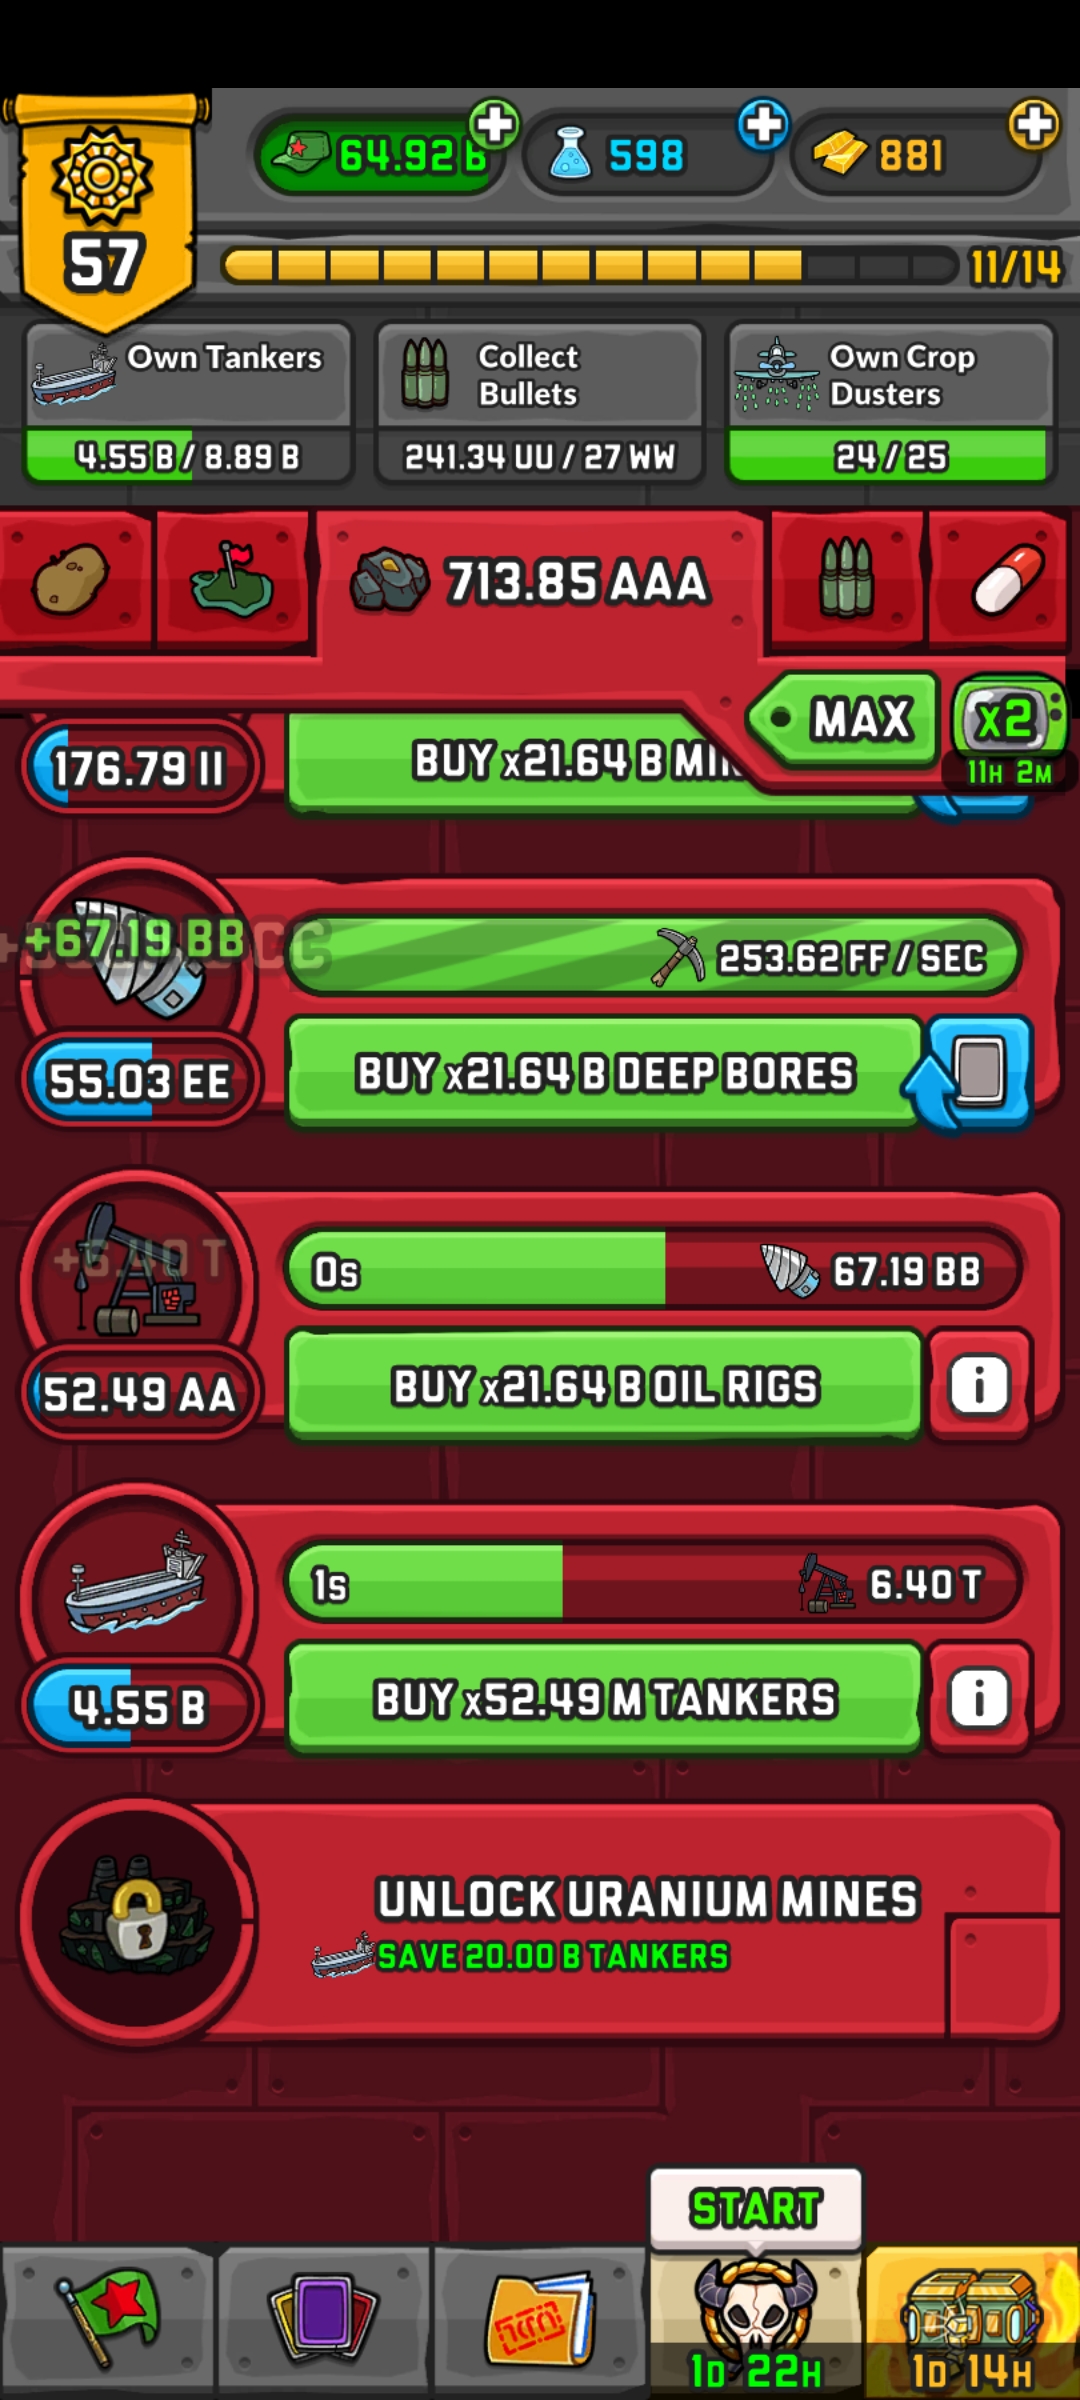 64.92 B
598
881
57
11/14
Own Tankers
4.55 B / 8.89 B
Collect
Bullets
241.34 UU / 27 WW
Own Crop
Dusters
24 / 25
713.85 AAA
MAX
x2
11H 2M
176.79 II
BUY x21.64 B
+67.19 BB
253.62 FF / SEC
55.03 EE
BUY x21.64 B DEEP BORES
+6.40 T
0s
67.19 BB
52.49 AA
BUY x21.64 B OIL RIGS
1s
6.40 T
4.55 B
BUY x52.49 M TANKERS
UNLOCK URANIUM MINES
SAVE 20.00 B TANKERS
START
1D 22H
1D 14H